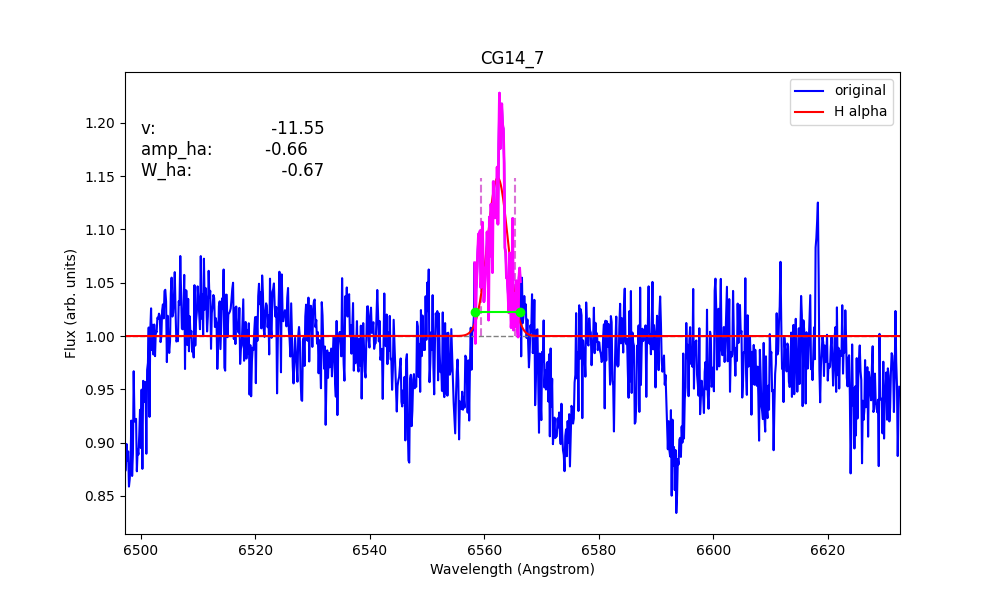 CG14_7
original
H alpha
v: -11.55
amp_ha: -0.66
W_ha: -0.67
Flux (arb. units)
1.20
1.15
1.10
1.05
1.00
0.95
0.90
0.85
6500 6520 6540 6560 6580 6600 6620
Wavelength (Angstrom)